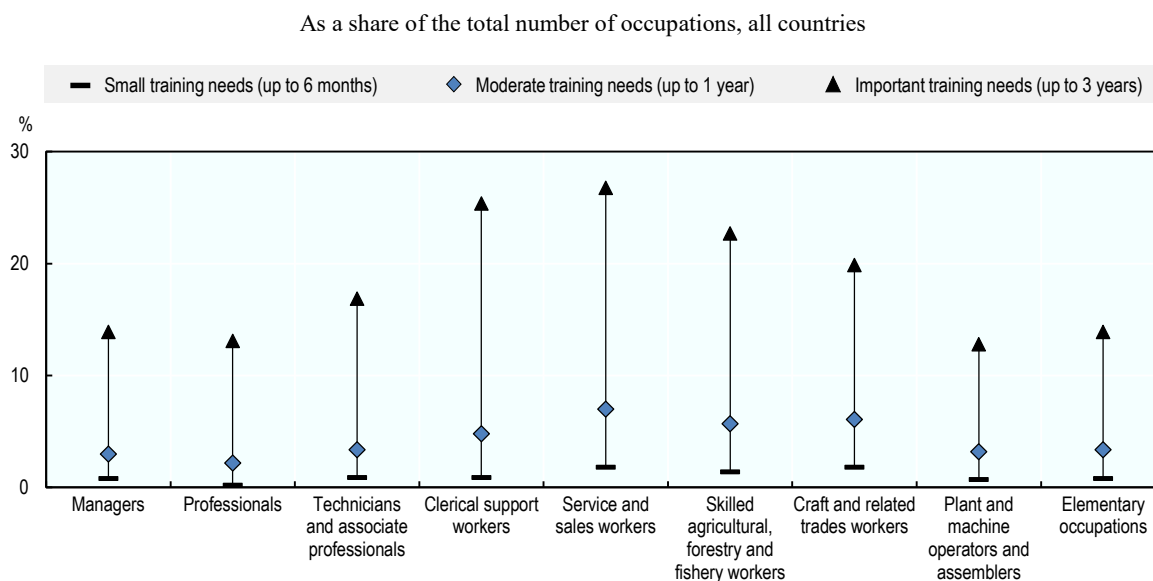 As a share of the total number of occupations, all countries
Small training needs (up to 6 months)
Moderate training needs (up to 1 year)
Important training needs (up to 3 years)
%
30
20
10
0
Managers
Professionals
Technicians
and associate
professionals
Clerical support
workers
Service and
sales workers
Skilled
agricultural,
forestry and
fishery workers
Craft and related
trades workers
Plant and
machine
operators and
assemblers
Elementary
occupations